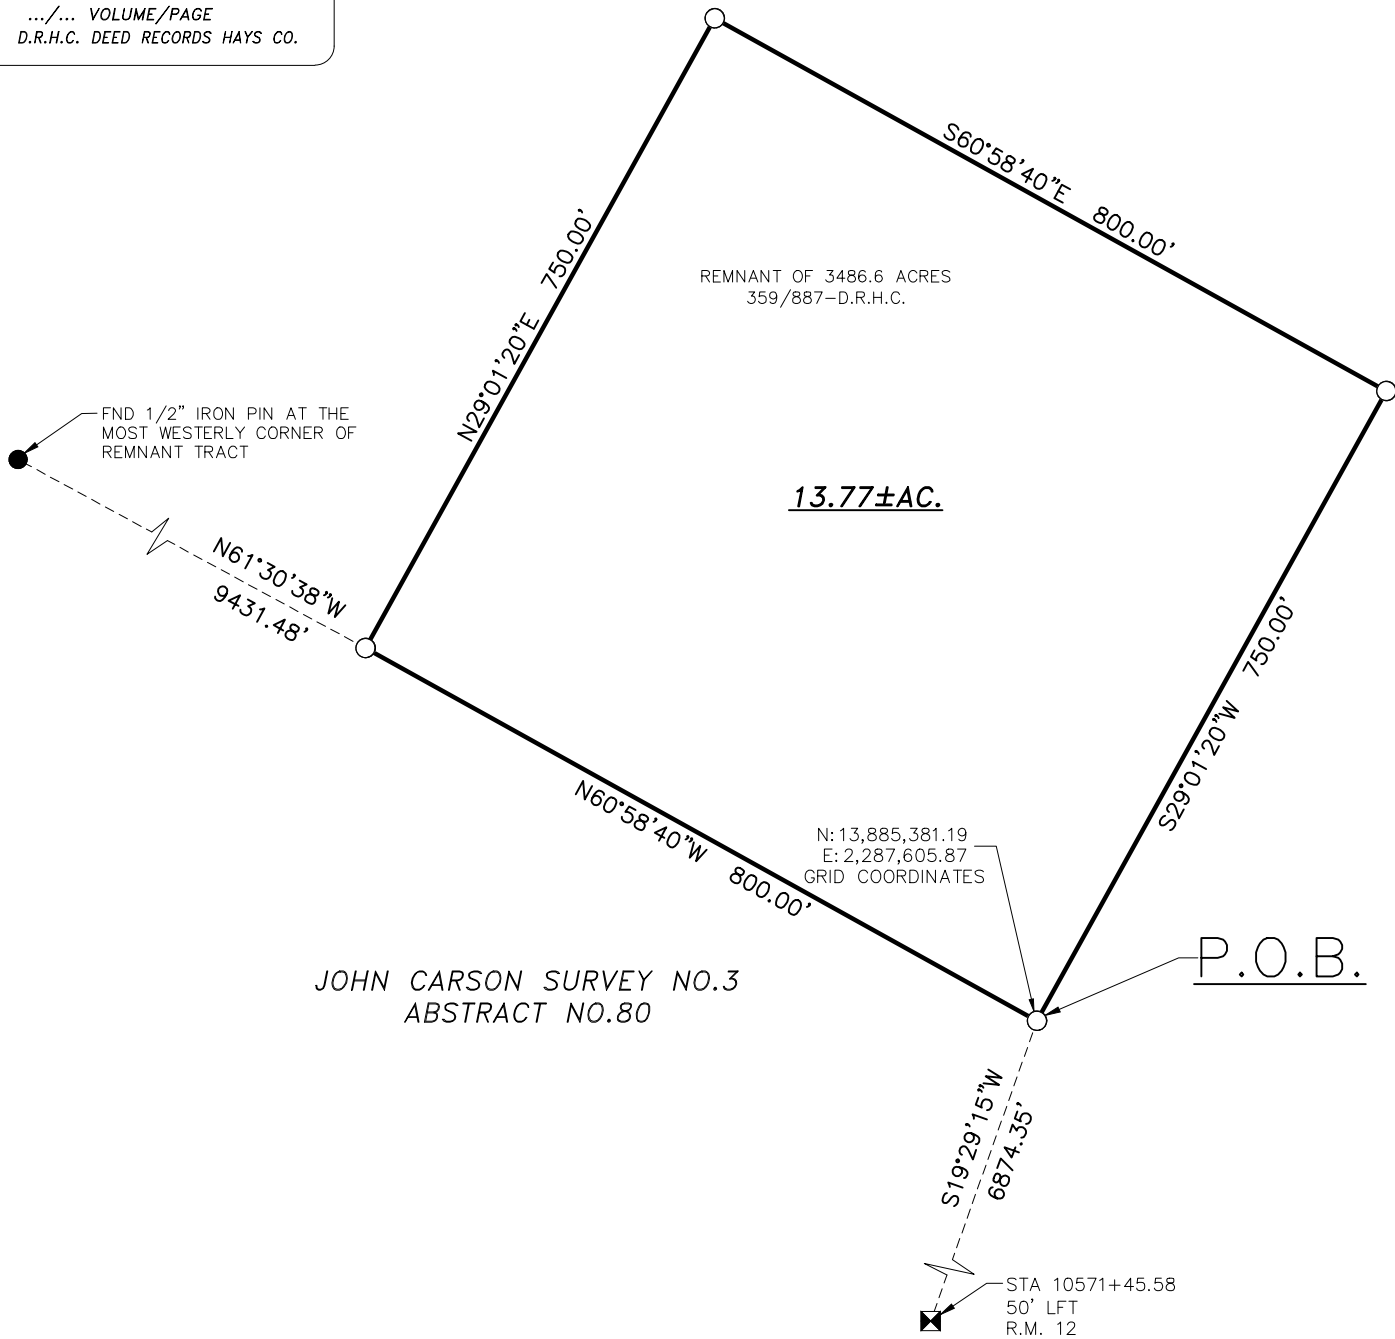 .../... VOLUME/PAGE
D.R.H.C. DEED RECORDS HAYS CO.
S60°58'40"E 800.00'
N29°01'20"E 750.00'
REMNANT OF 3486.6 ACRES
359/887-D.R.H.C.
FND 1/2" IRON PIN AT THE
MOST WESTERLY CORNER OF
REMNANT TRACT
13.77±AC.
N61°30'38"W
9431.48'
S29°01'20"W 750.00'
N60°58'40"W 800.00'
N:13,885,381.19
E:2,287,605.87
GRID COORDINATES
P.O.B.
JOHN CARSON SURVEY NO.3
ABSTRACT NO.80
S19°29'15"W
6874.35'
STA 10571+45.58
50' LFT
R.M. 12